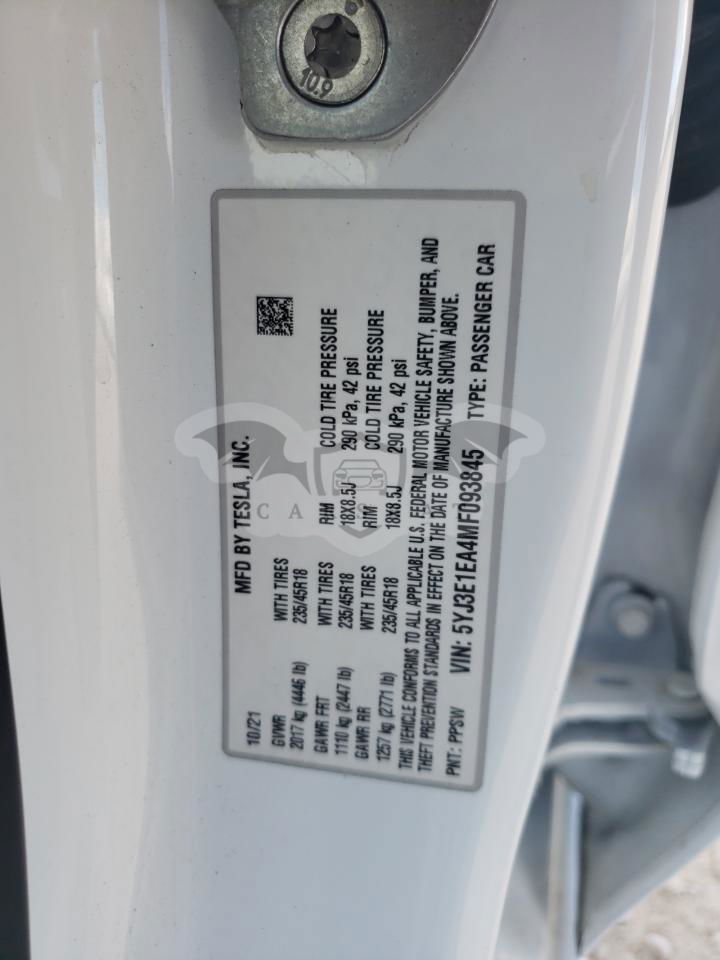 10.9
10/21 MFD BY TESLA, INC.
GVWR WITH TIRES
2017 kg (4446 lb) 235/45R18
GAWR FRT WITH TIRES RIM COLD TIRE PRESSURE
1110 kg (2447 lb) 235/45R18 18X8.5J 290 kPa, 42 psi
GAWR RR WITH TIRES RIM COLD TIRE PRESSURE
1257 kg (2771 lb) 235/45R18 18X8.5J 290 kPa, 42 psi
THIS VEHICLE CONFORMS TO ALL APPLICABLE U.S. FEDERAL MOTOR VEHICLE SAFETY, BUMPER, AND
THEFT PREVENTION STANDARDS IN EFFECT ON THE DATE OF MANUFACTURE SHOWN ABOVE.
PNT: PPSW VIN: 5YJ3E1EA4MF093845 TYPE: PASSENGER CAR